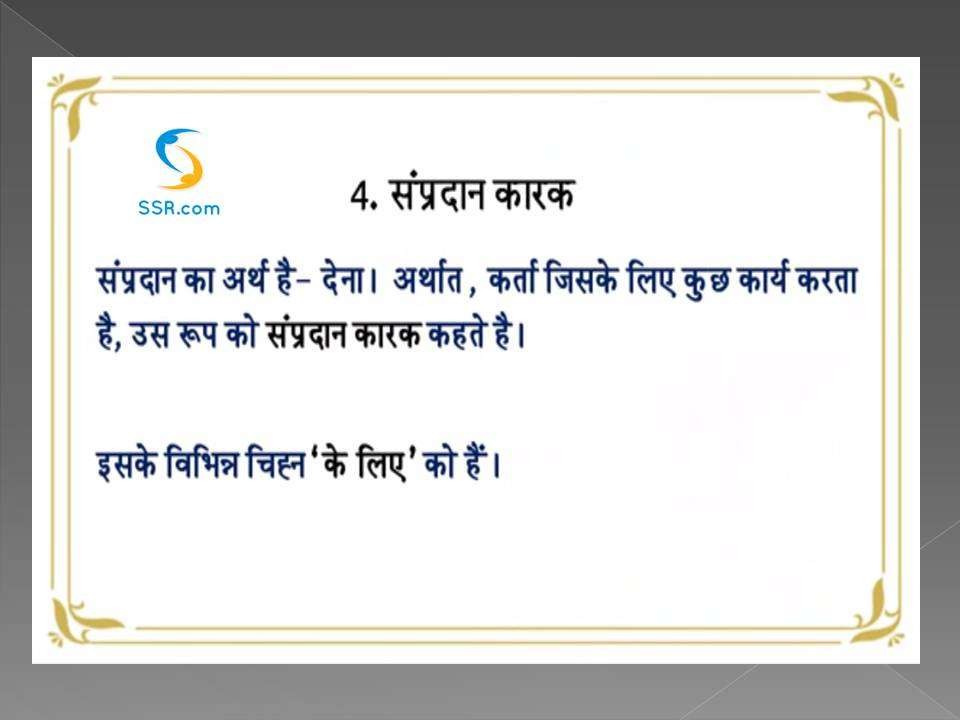 SSR.com
4. संप्रदान कारक
संप्रदान का अर्थ है– देना। अर्थात , कर्ता जिसके लिए कुछ कार्य करता
है, उस रूप को संप्रदान कारक कहते है।
इसके विभिन्न चिह्न ‘के लिए’ को हैं।